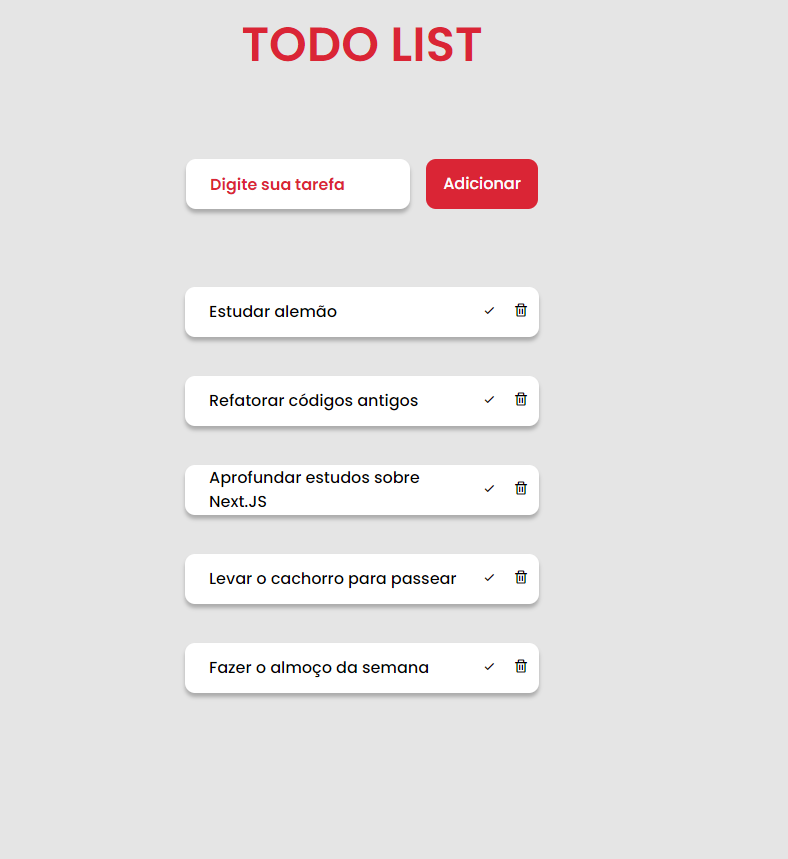 TODO LIST
Digite sua tarefa
Adicionar
Estudar alemão
Refatorar códigos antigos
Aprofundar estudos sobre
Next.JS
Levar o cachorro para passear
Fazer o almoço da semana